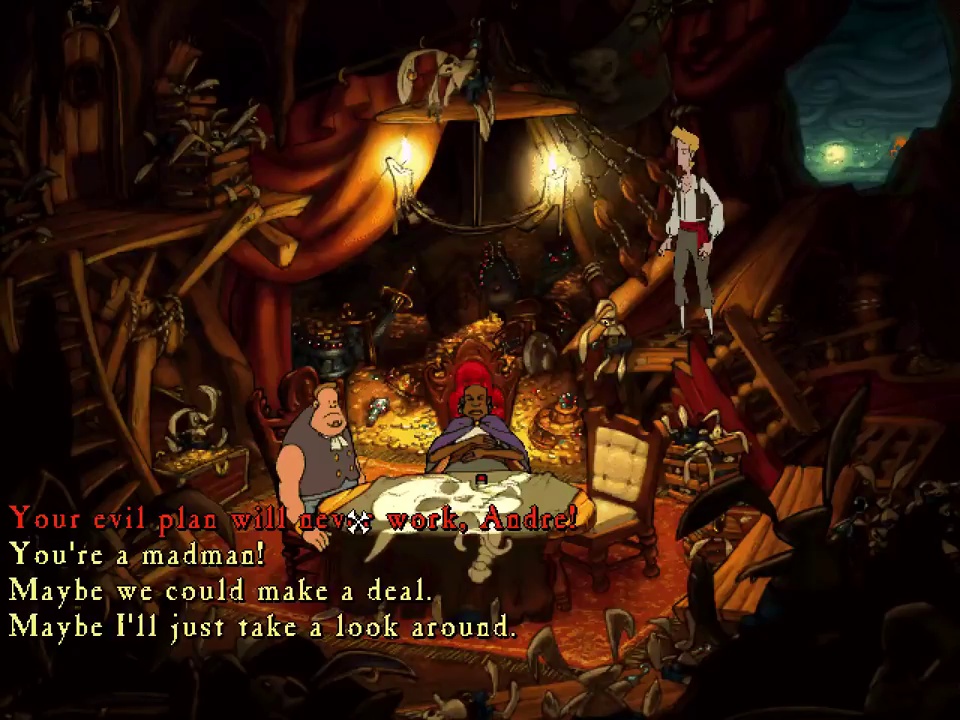 Your evil plan will never work, Andre!
You're a madman!
Maybe we could make a deal.
Maybe I'll just take a look around.